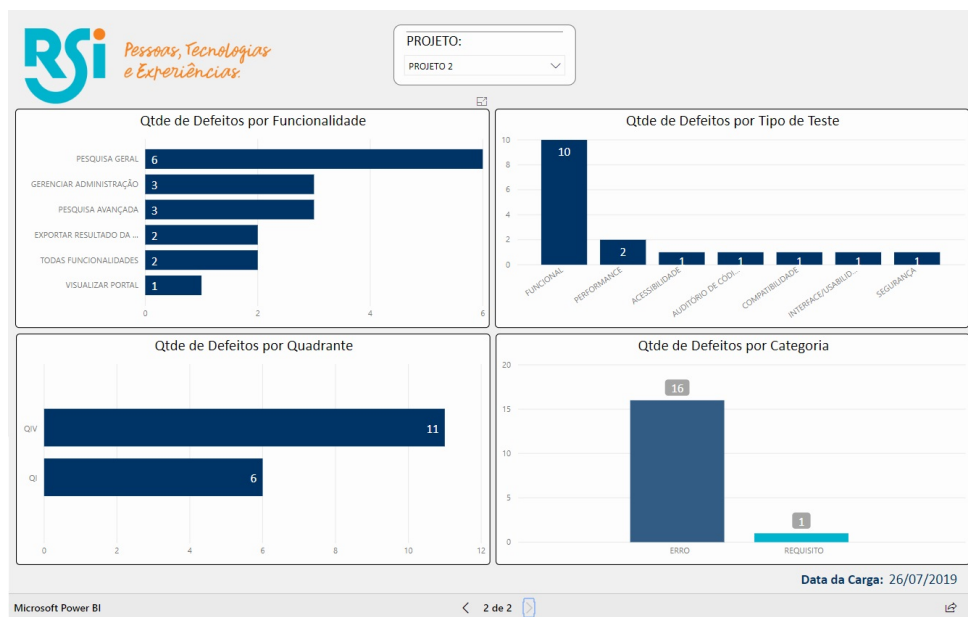 RSi
Pessoas, Tecnologias
e Experiências.
PROJETO:
PROJETO 2
Qtde de Defeitos por Funcionalidade
PESQUISA GERAL 6
GERENCIAR ADMINISTRAÇÃO 3
PESQUISA AVANÇADA 3
EXPORTAR RESULTADO DA ... 2
TODAS FUNCIONALIDADES 2
VISUALIZAR PORTAL 1
0 2 4 6
Qtde de Defeitos por Tipo de Teste
10
8
6
4
2
0
10 2 1 1 1 1 1
FUNCIONAL
PERFORMANCE
ACESSIBILIDADE
AUDITÓRIO DE CÓDI...
COMPATIBILIDADE
INTERFACE/USABILID...
SEGURANÇA
Qtde de Defeitos por Quadrante
QIV 11
QI 6
0 2 4 6 8 10 12
Qtde de Defeitos por Categoria
20
15
10
5
0
16
1
ERRO REQUISITO
Data da Carga: 26/07/2019
Microsoft Power BI
2 de 2